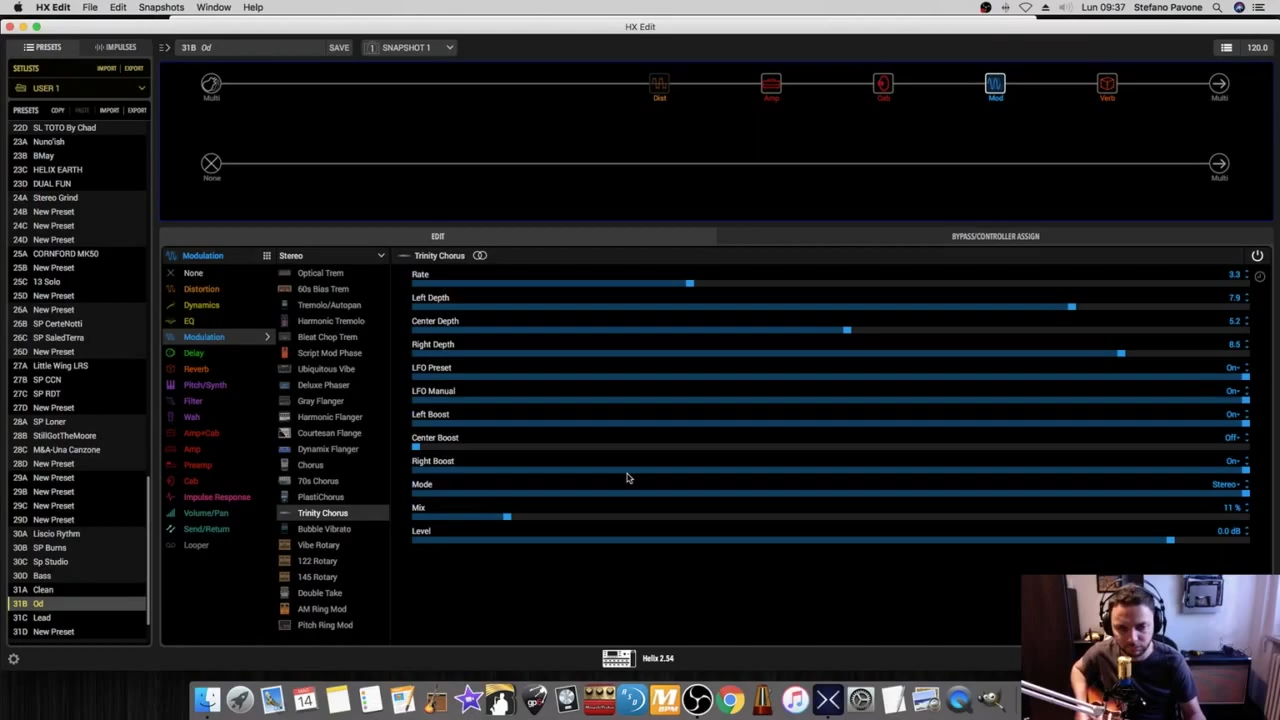 HX Edit File Edit Snapshots Window Help Lun 09:37 Stefano Pavone
HX Edit
PRESETS IMPULSES 31B Od SAVE 1 SNAPSHOT 1 120.0
SETLISTS IMPORT EXPORT
USER 1
PRESETS COPY PASTE IMPORT EXPORT
22D SL TOTO By Chad
23A Nuno'ish
23B BMay
23C HELIX EARTH
23D DUAL FUN
24A Stereo Grind
24B New Preset
24C New Preset
24D New Preset
25A CORNFORD MK50
25B New Preset
25C 13 Solo
25D New Preset
26A New Preset
26B SP CerteNotti
26C SP SaledTerra
26D New Preset
27A Little Wing LRS
27B SP CCN
27C SP RDT
27D New Preset
28A SP Loner
28B StillGotTheMoore
28C M&A-Una Canzone
28D New Preset
29A New Preset
29B New Preset
29C New Preset
29D New Preset
30A Liscio Rythm
30B SP Burns
30C Sp Studio
30D Bass
31A Clean
31B Od
31C Lead
31D New Preset
Multi Dist Amp Cab Mod Verb Multi
None Multi
EDIT BYPASS/CONTROLLER ASSIGN
Modulation Stereo Trinity Chorus
None
Distortion
Dynamics
EQ
Modulation
Delay
Reverb
Pitch/Synth
Filter
Wah
Amp+Cab
Amp
Preamp
Cab
Impulse Response
Volume/Pan
Send/Return
Looper
Optical Trem
60s Bias Trem
Tremolo/Autopan
Harmonic Tremolo
Bleat Chop Trem
Script Mod Phase
Ubiquitous Vibe
Deluxe Phaser
Gray Flanger
Harmonic Flanger
Courtesan Flange
Dynamix Flanger
Chorus
70s Chorus
PlastiChorus
Trinity Chorus
Bubble Vibrato
Vibe Rotary
122 Rotary
145 Rotary
Double Take
AM Ring Mod
Pitch Ring Mod
Rate 3.3
Left Depth 7.9
Center Depth 5.2
Right Depth 8.5
LFO Preset On
LFO Manual On
Left Boost On
Center Boost Off
Right Boost On
Mode Stereo
Mix 11 %
Level 0.0 dB
Helix 2.54